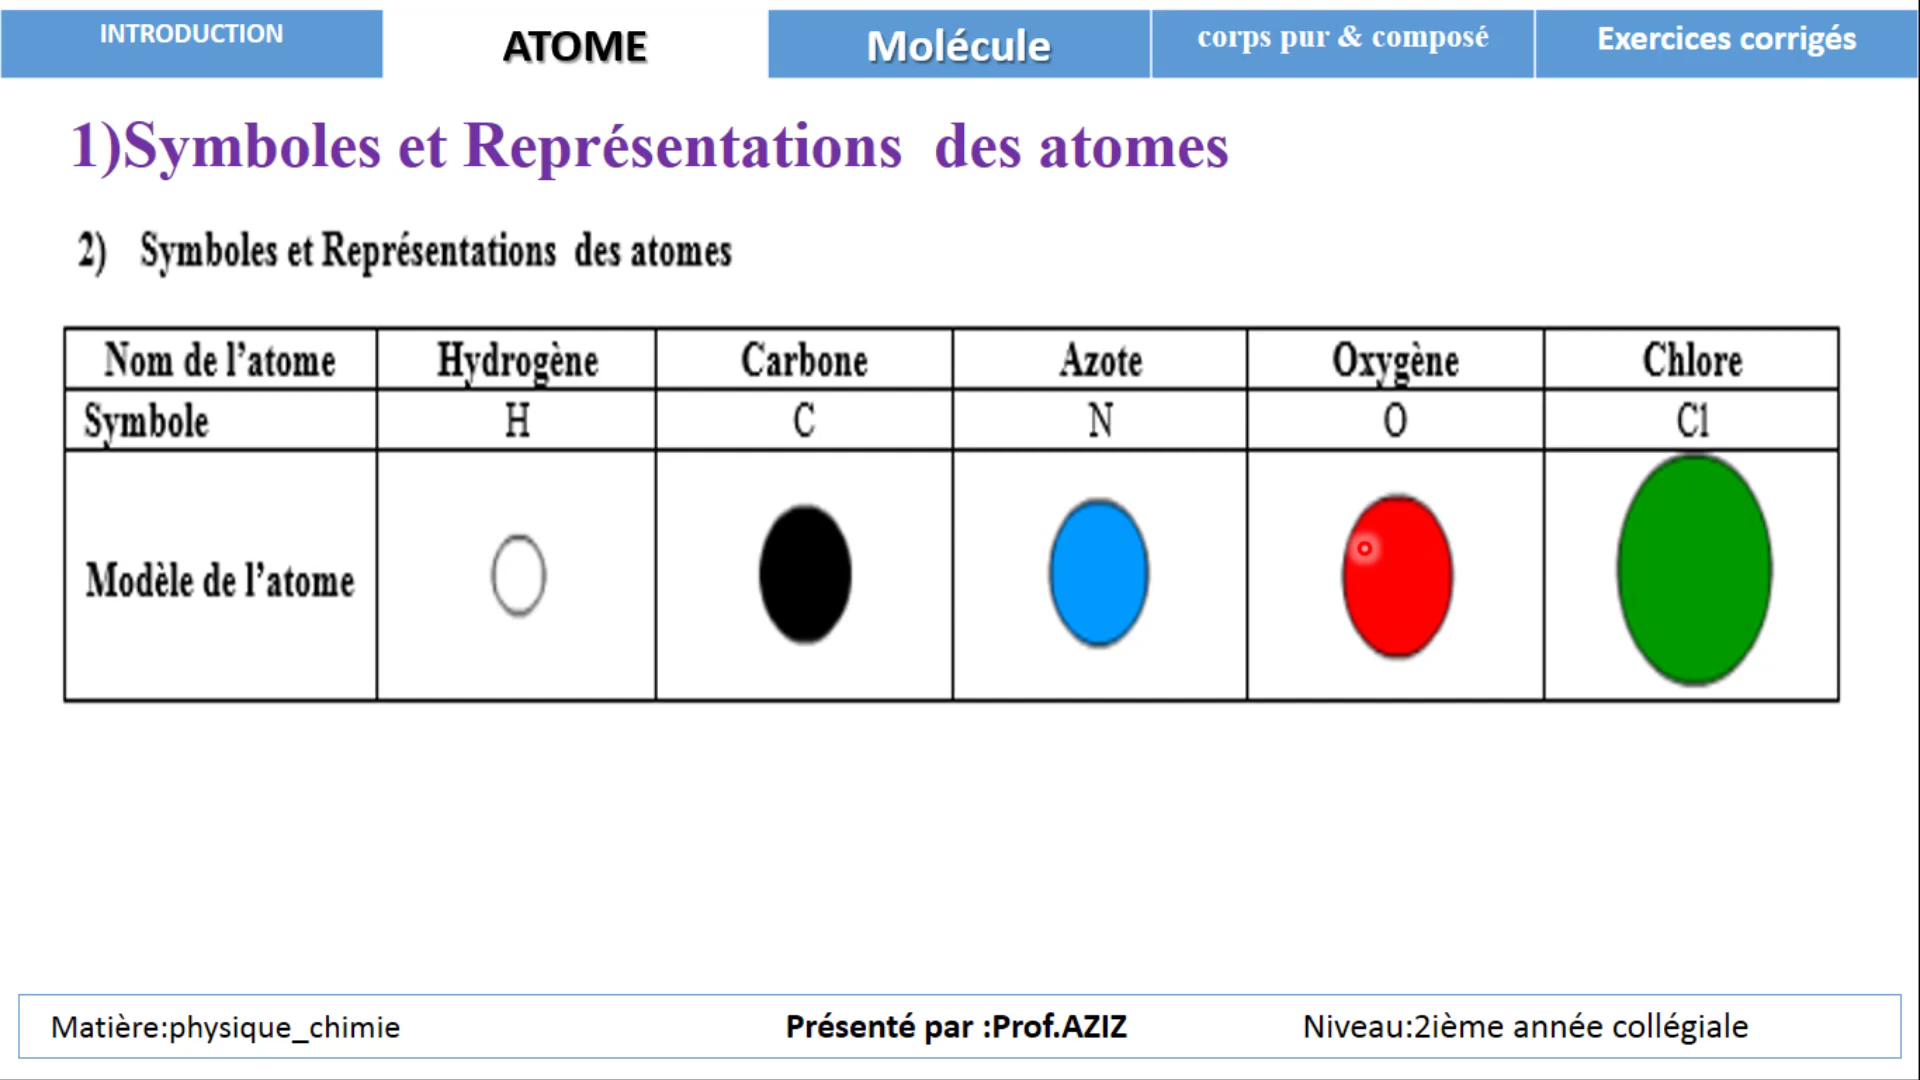 INTRODUCTION
ATOME
Molécule
corps pur & composé
Exercices corrigés
1)Symboles et Représentations des atomes
2) Symboles et Représentations des atomes
Nom de l'atome Hydrogène Carbone Azote Oxygène Chlore
Symbole H C N O Cl
Modèle de l'atome
Matière:physique_chimie Présenté par :Prof.AZIZ Niveau:2ième année collégiale